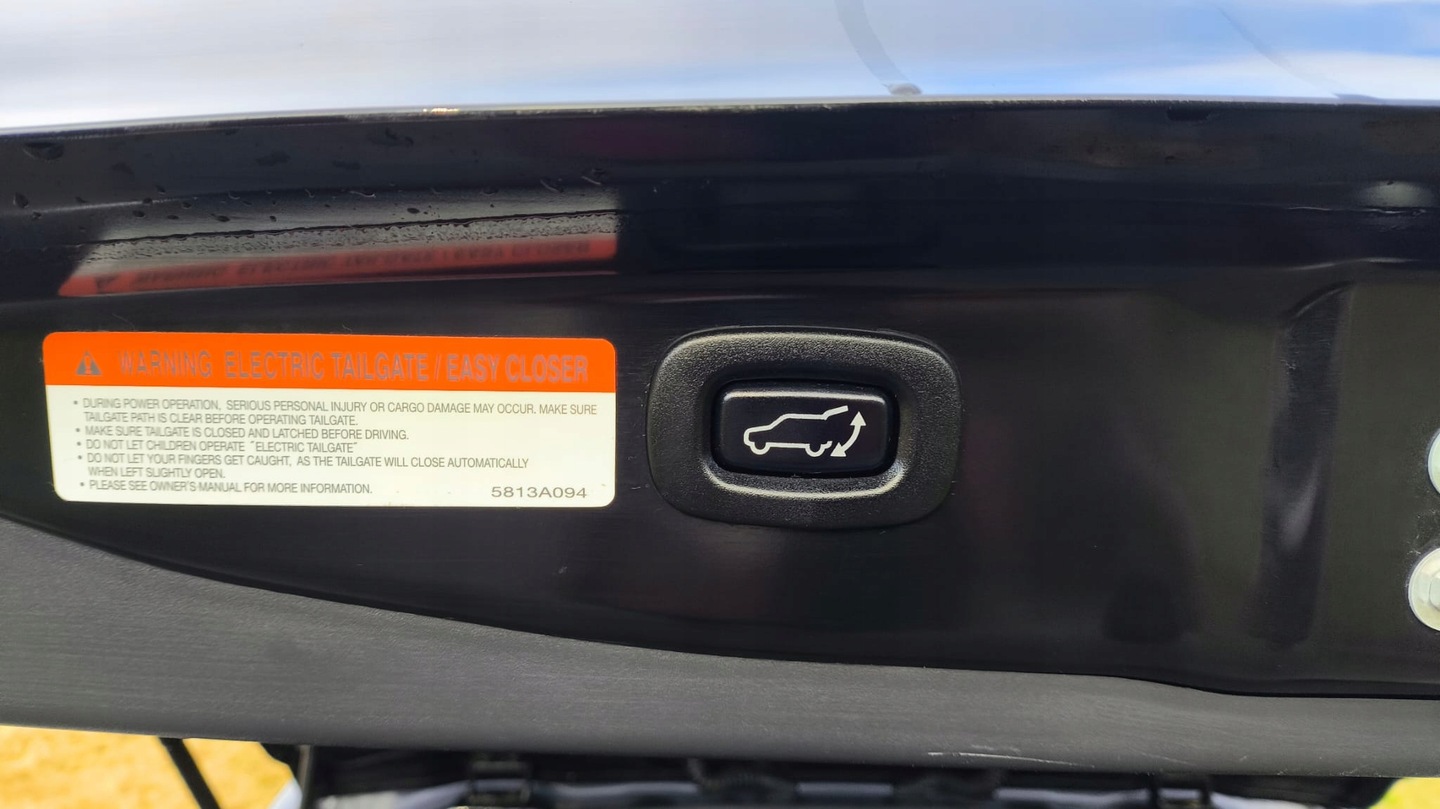 WARNING ELECTRIC TAILGATE / EASY CLOSER
• DURING POWER OPERATION, SERIOUS PERSONAL INJURY OR CARGO DAMAGE MAY OCCUR. MAKE SURE
TAILGATE PATH IS CLEAR BEFORE OPERATING TAILGATE.
• MAKE SURE TAILGATE IS CLOSED AND LATCHED BEFORE DRIVING.
• DO NOT LET CHILDREN OPERATE "ELECTRIC TAILGATE"
• DO NOT LET YOUR FINGERS GET CAUGHT, AS THE TAILGATE WILL CLOSE AUTOMATICALLY
WHEN LEFT SLIGHTLY OPEN.
• PLEASE SEE OWNER'S MANUAL FOR MORE INFORMATION.
5813A094